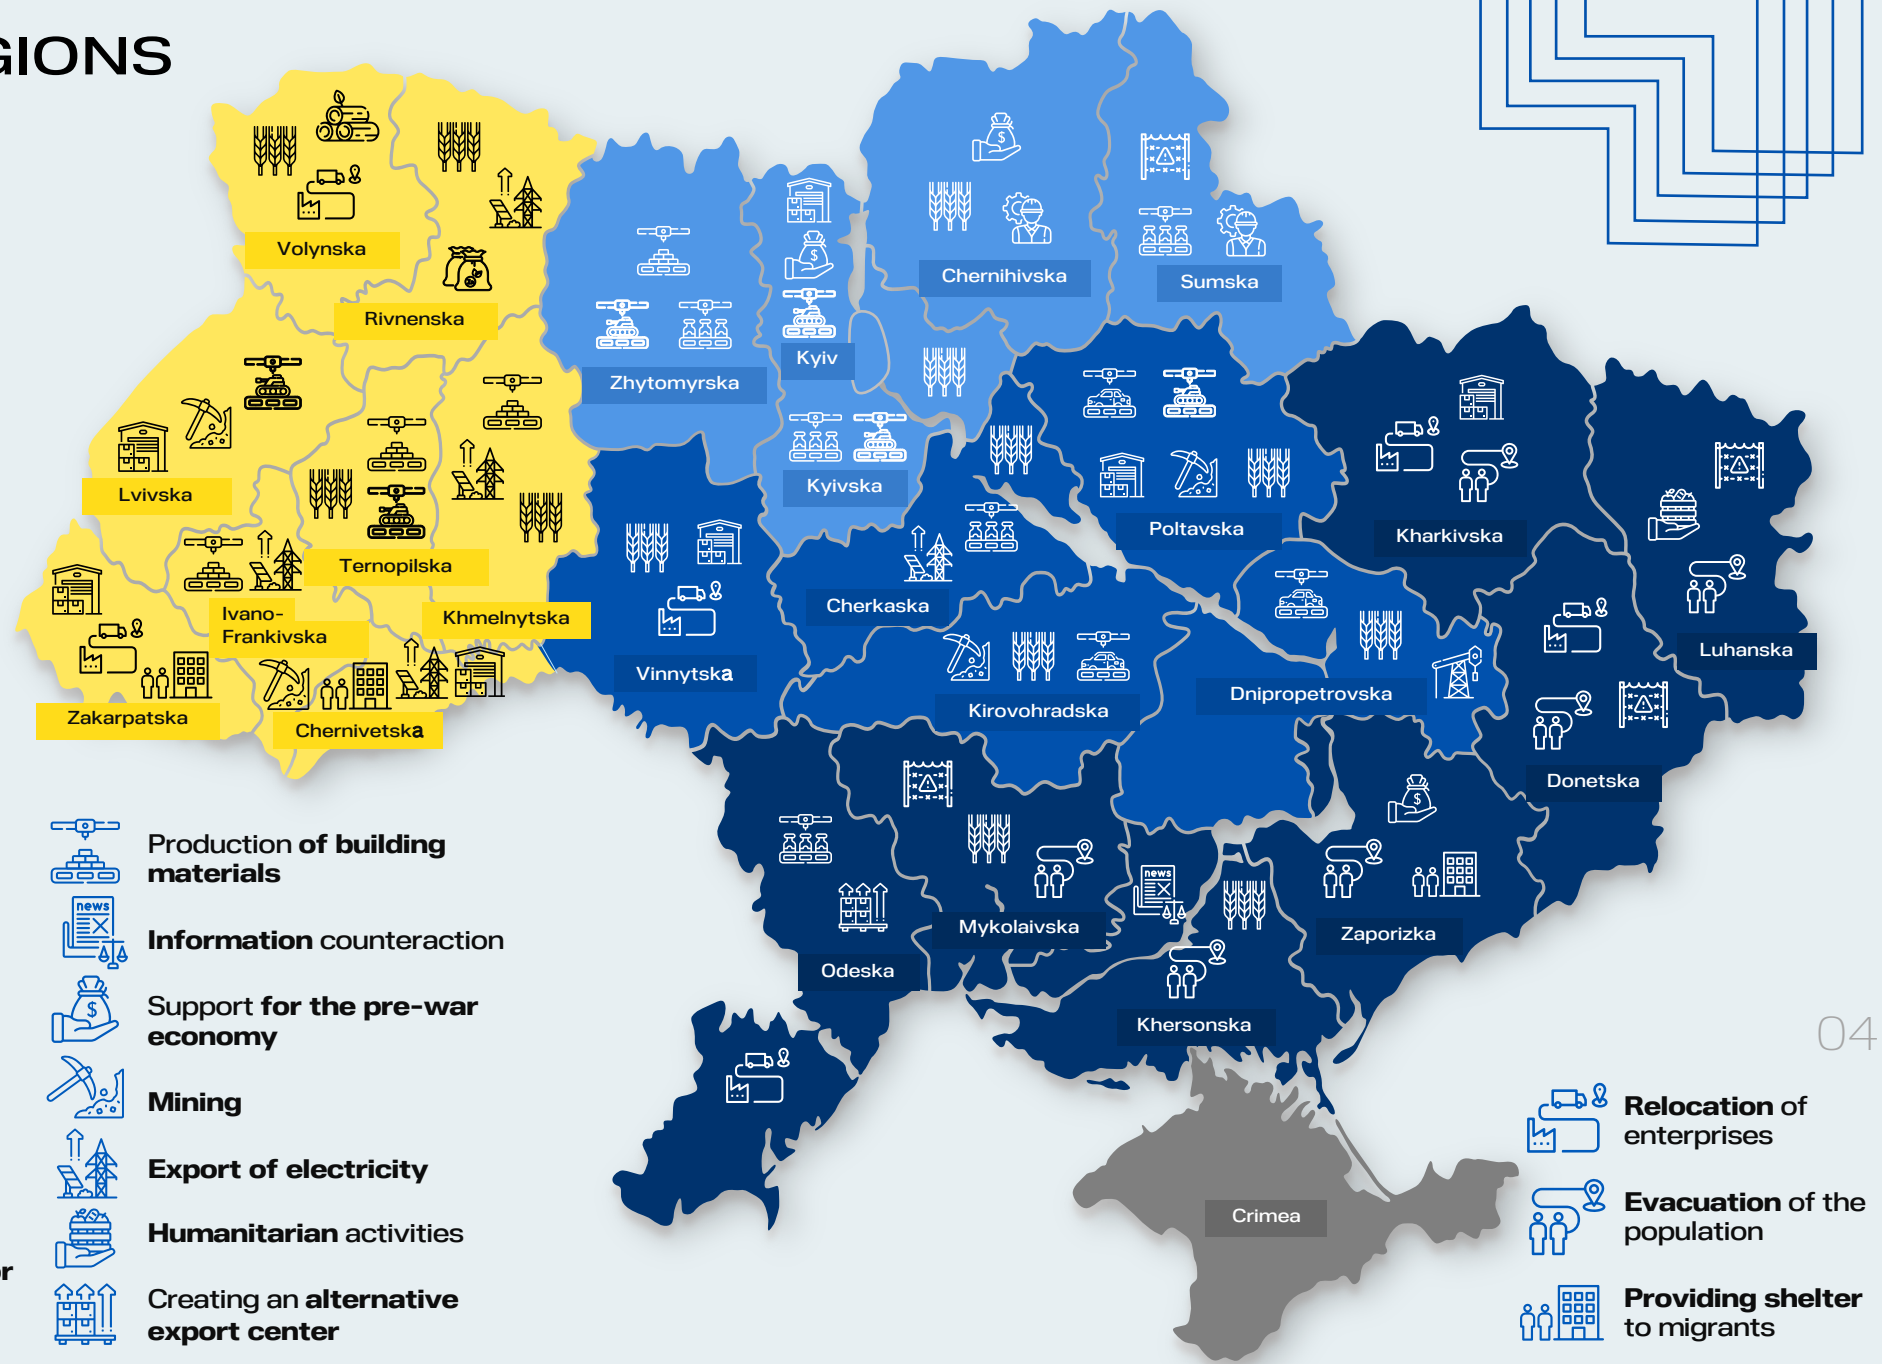 GIONS
Volynska
Rivnenska
Lvivska
Ternopilska
Ivano-
Frankivska
Khmelnytska
Zakarpatska
Chernivetska
Zhytomyrska
Kyiv
Kyivska
Chernihivska
Sumska
Vinnytska
Cherkaska
Poltavska
Kirovohradska
Dnipropetrovska
Kharkivska
Luhanska
Donetska
Odeska
Mykolaivska
news
Khersonska
Zaporizka
Crimea
Production of building
materials
news
Information counteraction
Support for the pre-war
economy
Mining
Export of electricity
Humanitarian activities
Creating an alternative
export center
04
Relocation of
enterprises
Evacuation of the
population
Providing shelter
to migrants